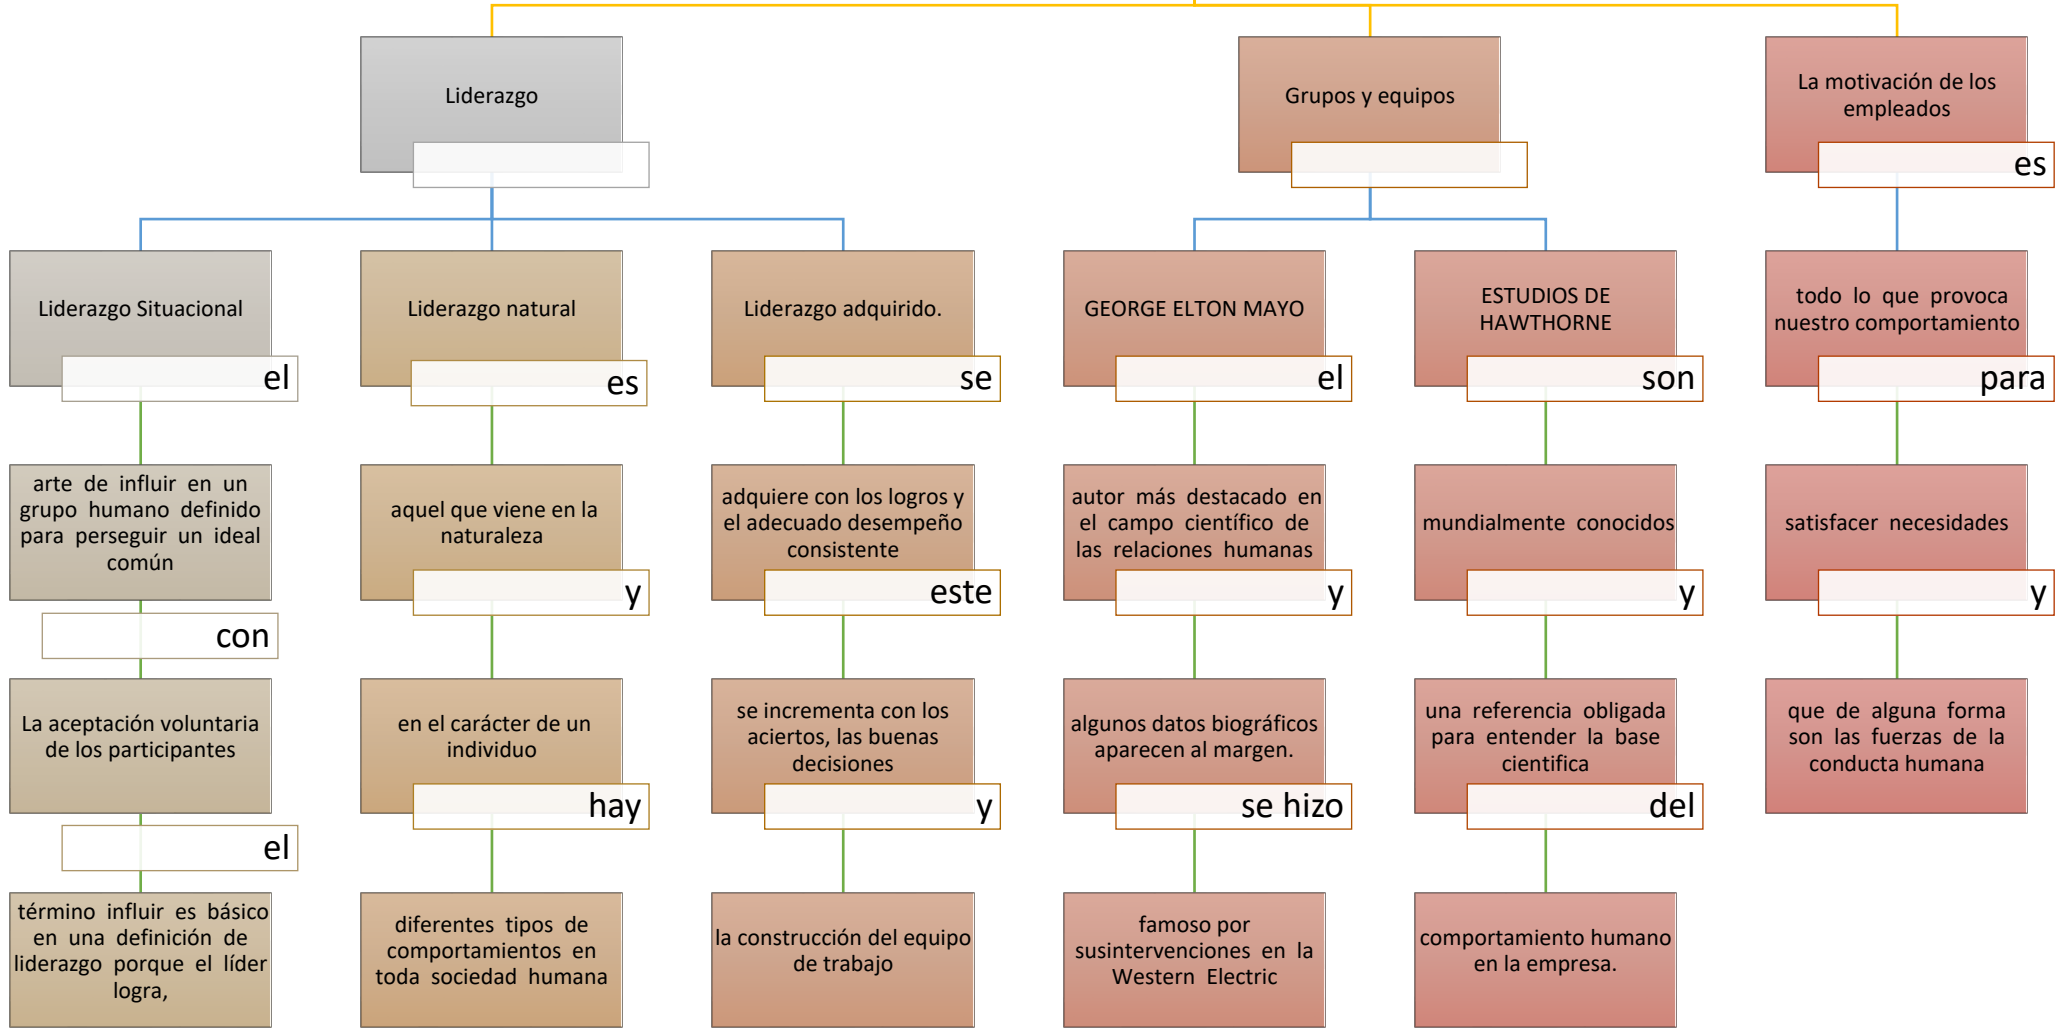 Liderazgo
Grupos y equipos
La motivación de los
empleados
es
Liderazgo Situacional
el
Liderazgo natural
es
Liderazgo adquirido.
se
GEORGE ELTON MAYO
el
ESTUDIOS DE
HAWTHORNE
son
todo lo que provoca
nuestro comportamiento
para
arte de influir en un
grupo humano definido
para perseguir un ideal
común
con
aquel que viene en la
naturaleza
y
adquiere con los logros y
el adecuado desempeño
consistente
este
autor más destacado en
el campo científico de
las relaciones humanas
y
mundialmente conocidos
y
satisfacer necesidades
y
La aceptación voluntaria
de los participantes
el
en el carácter de un
individuo
hay
se incrementa con los
aciertos, las buenas
decisiones
y
algunos datos biográficos
aparecen al margen.
se hizo
una referencia obligada
para entender la base
cientifica
del
que de alguna forma
son las fuerzas de la
conducta humana
término influir es básico
en una definición de
liderazgo porque el líder
logra,
diferentes tipos de
comportamientos en
toda sociedad humana
la construcción del equipo
de trabajo
famoso por
susintervenciones en la
Western Electric
comportamiento humano
en la empresa.